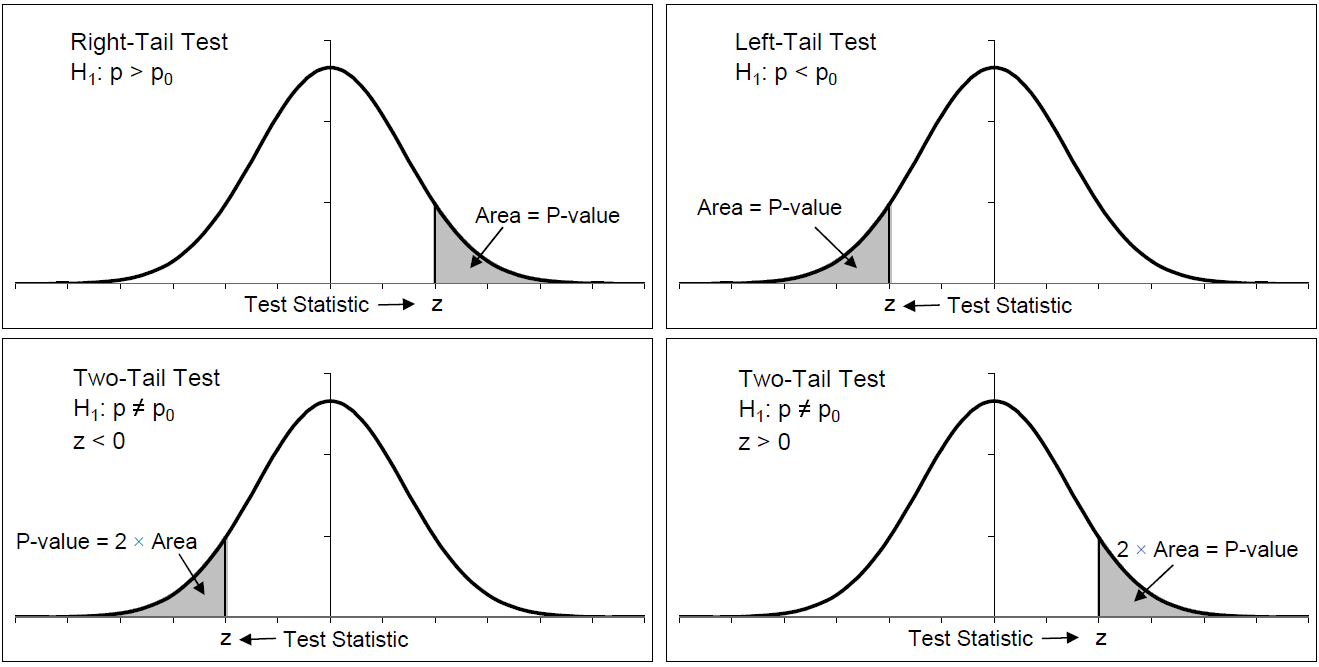 Right-Tail Test
H₁: p > p₀
Area = P-value
Test Statistic → z
Left-Tail Test
H₁: p < p₀
Area = P-value
z ← Test Statistic
Two-Tail Test
H₁: p ≠ p₀
z < 0
P-value = 2 × Area
z ← Test Statistic
Two-Tail Test
H₁: p ≠ p₀
z > 0
2 × Area = P-value
Test Statistic → z